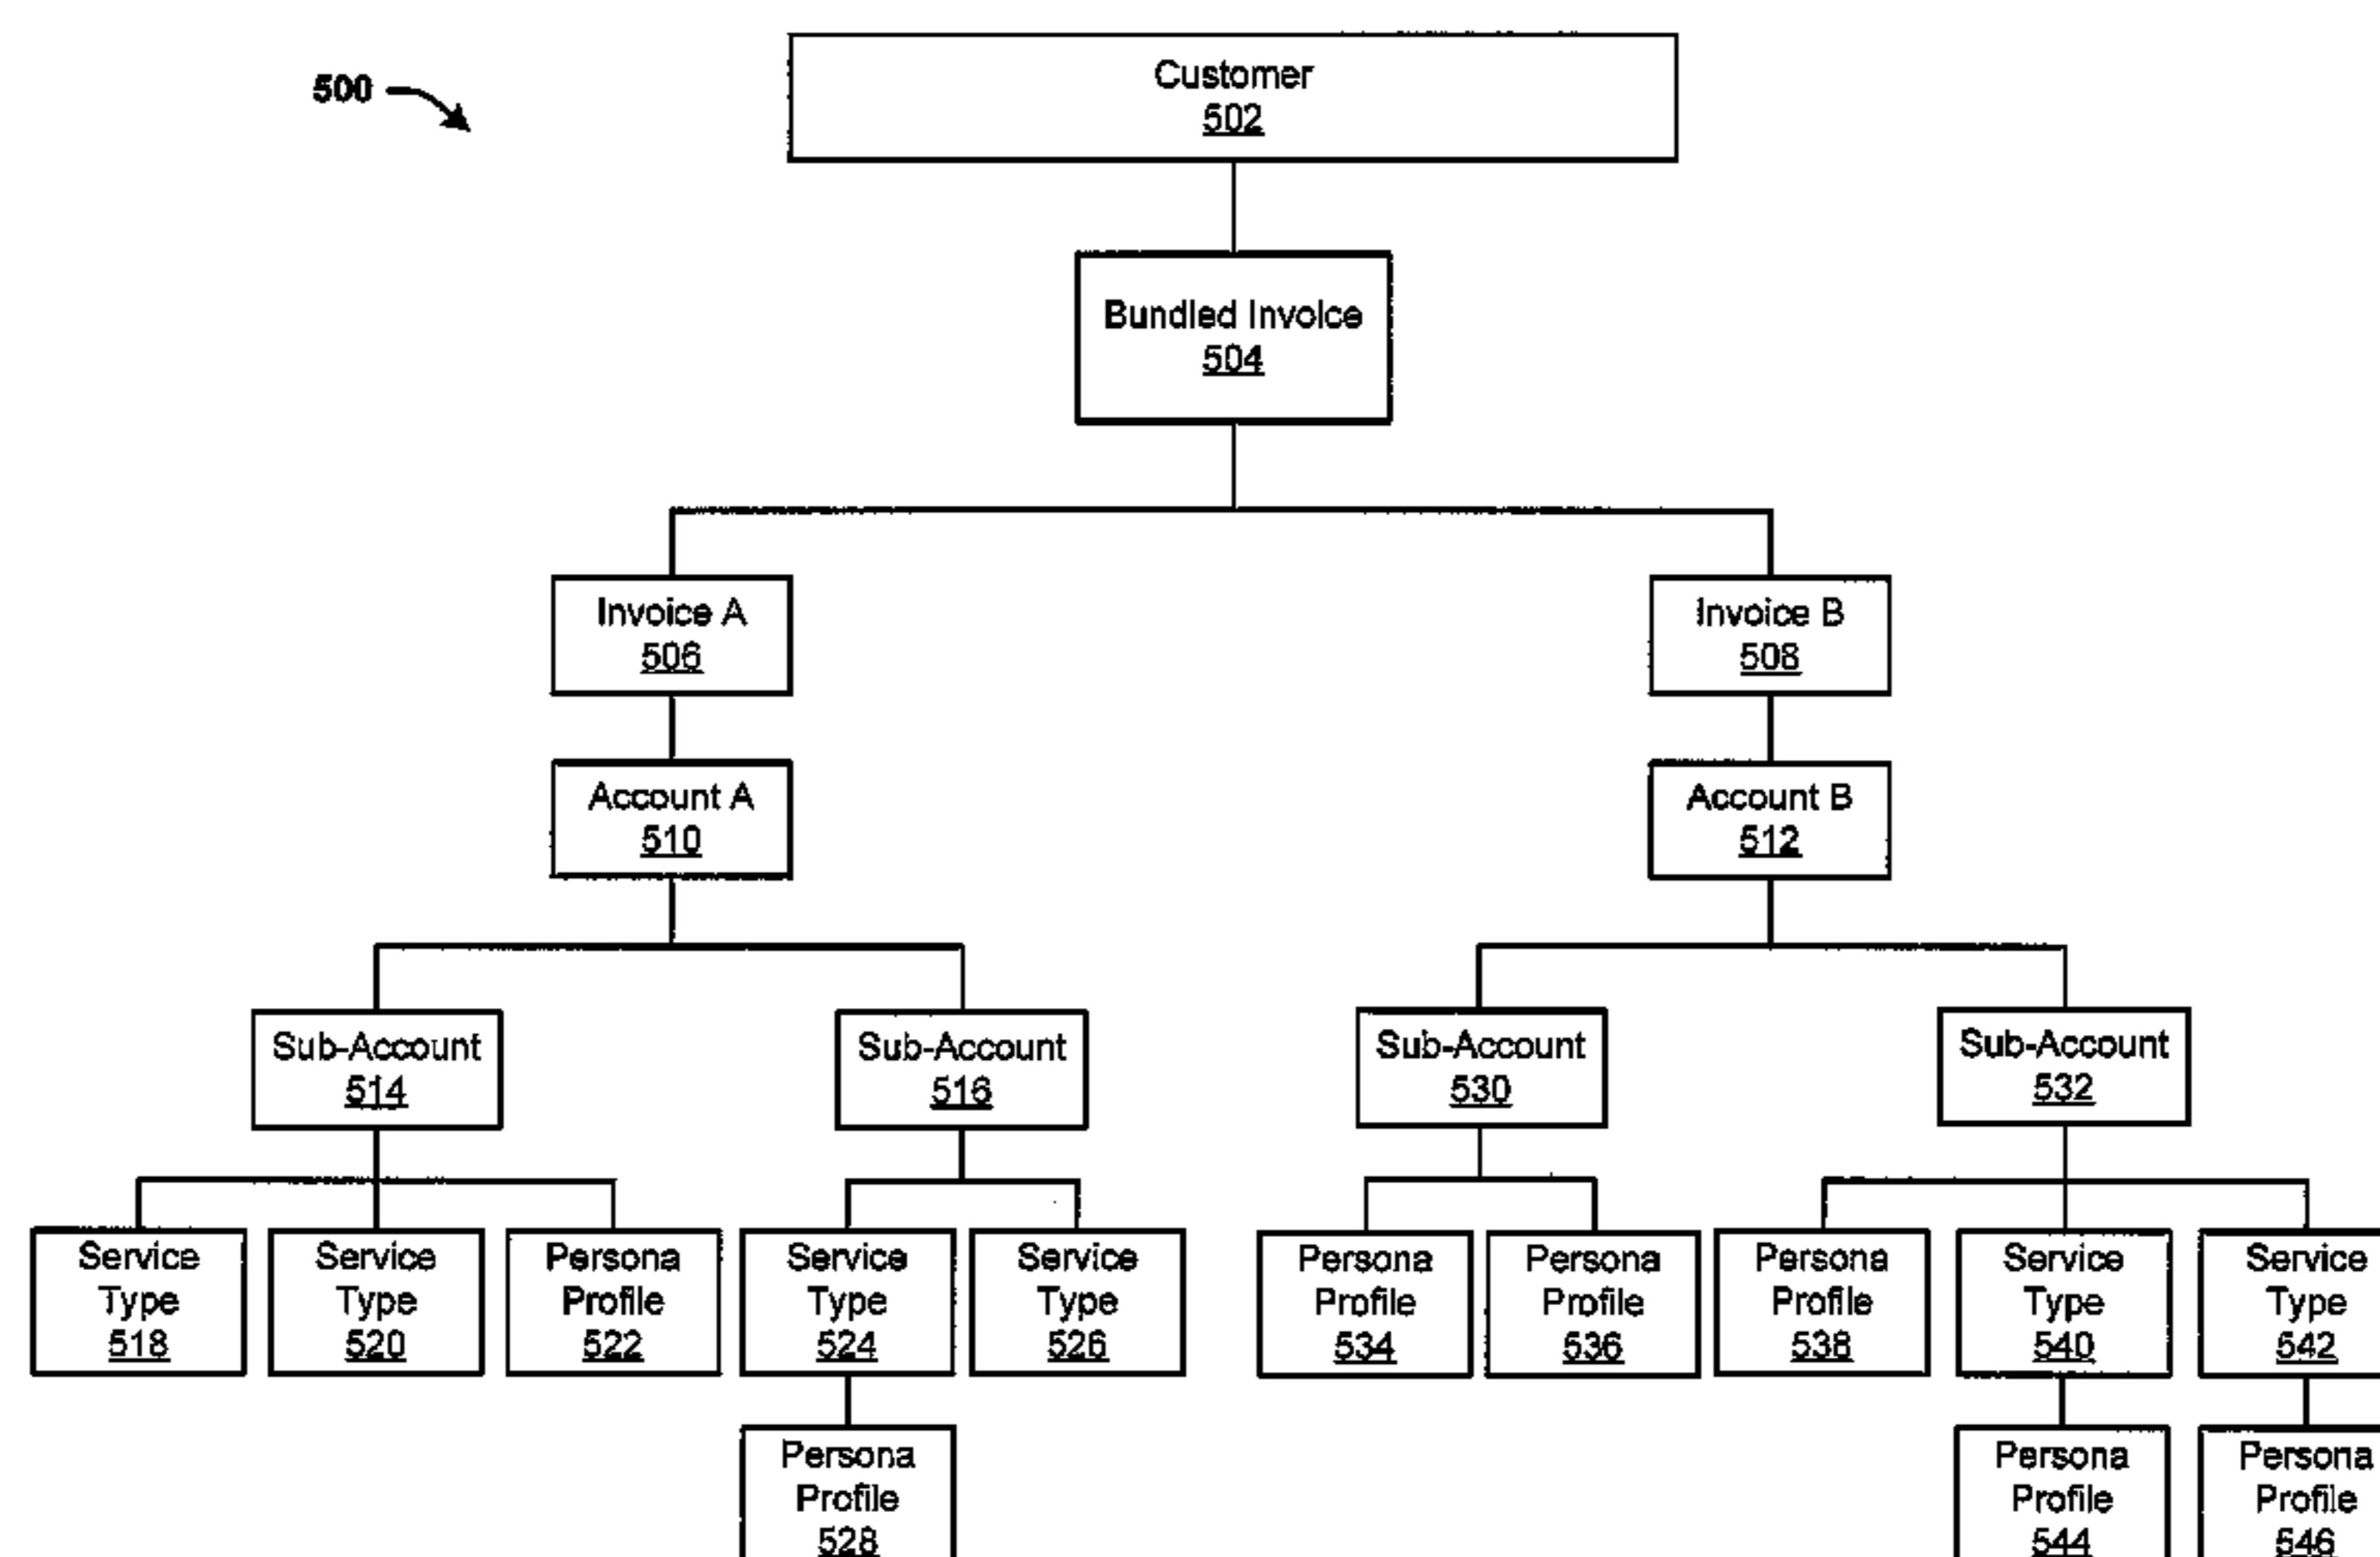 500
Customer
502
Bundled Invoice
504
Invoice A
506
Invoice B
508
Account A
510
Account B
512
Sub-Account
514
Sub-Account
516
Sub-Account
530
Sub-Account
532
Service
Type
518
Service
Type
520
Persona
Profile
522
Service
Type
524
Service
Type
526
Persona
Profile
534
Persona
Profile
536
Persona
Profile
538
Service
Type
540
Service
Type
542
Persona
Profile
528
Persona
Profile
544
Persona
Profile
546